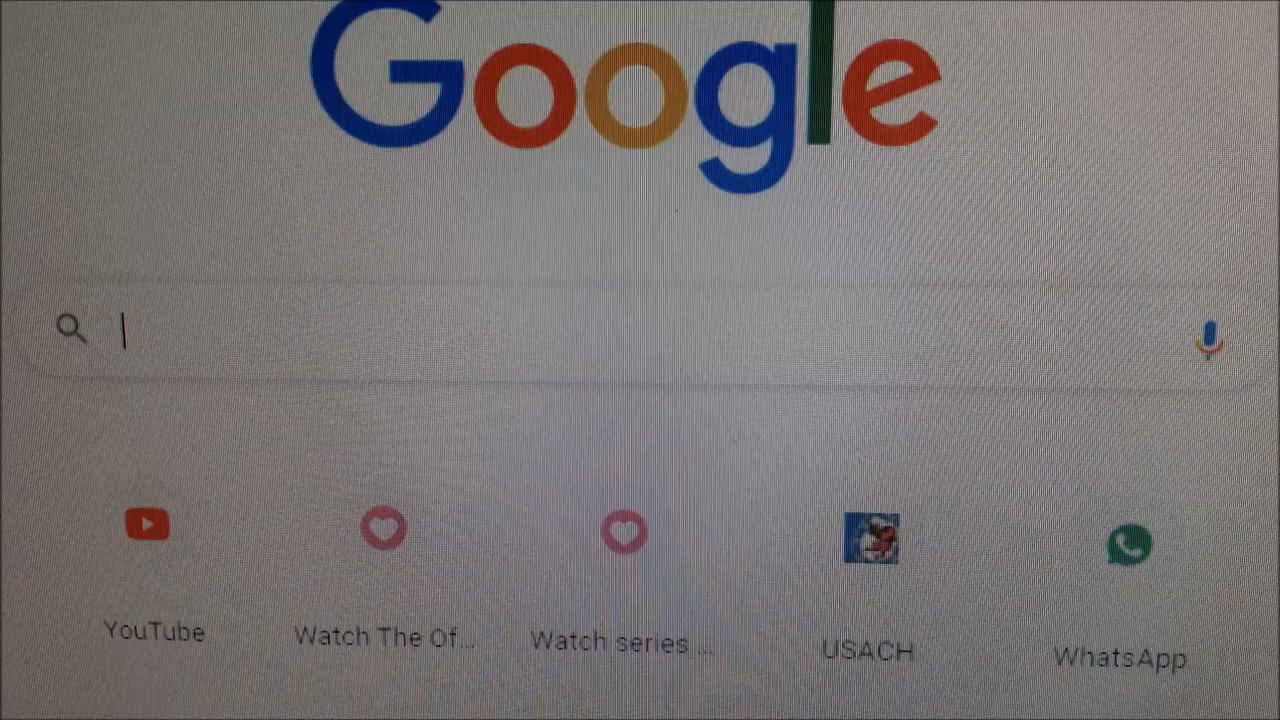 Google
YouTube
Watch The Of...
Watch series ...
USACH
WhatsApp